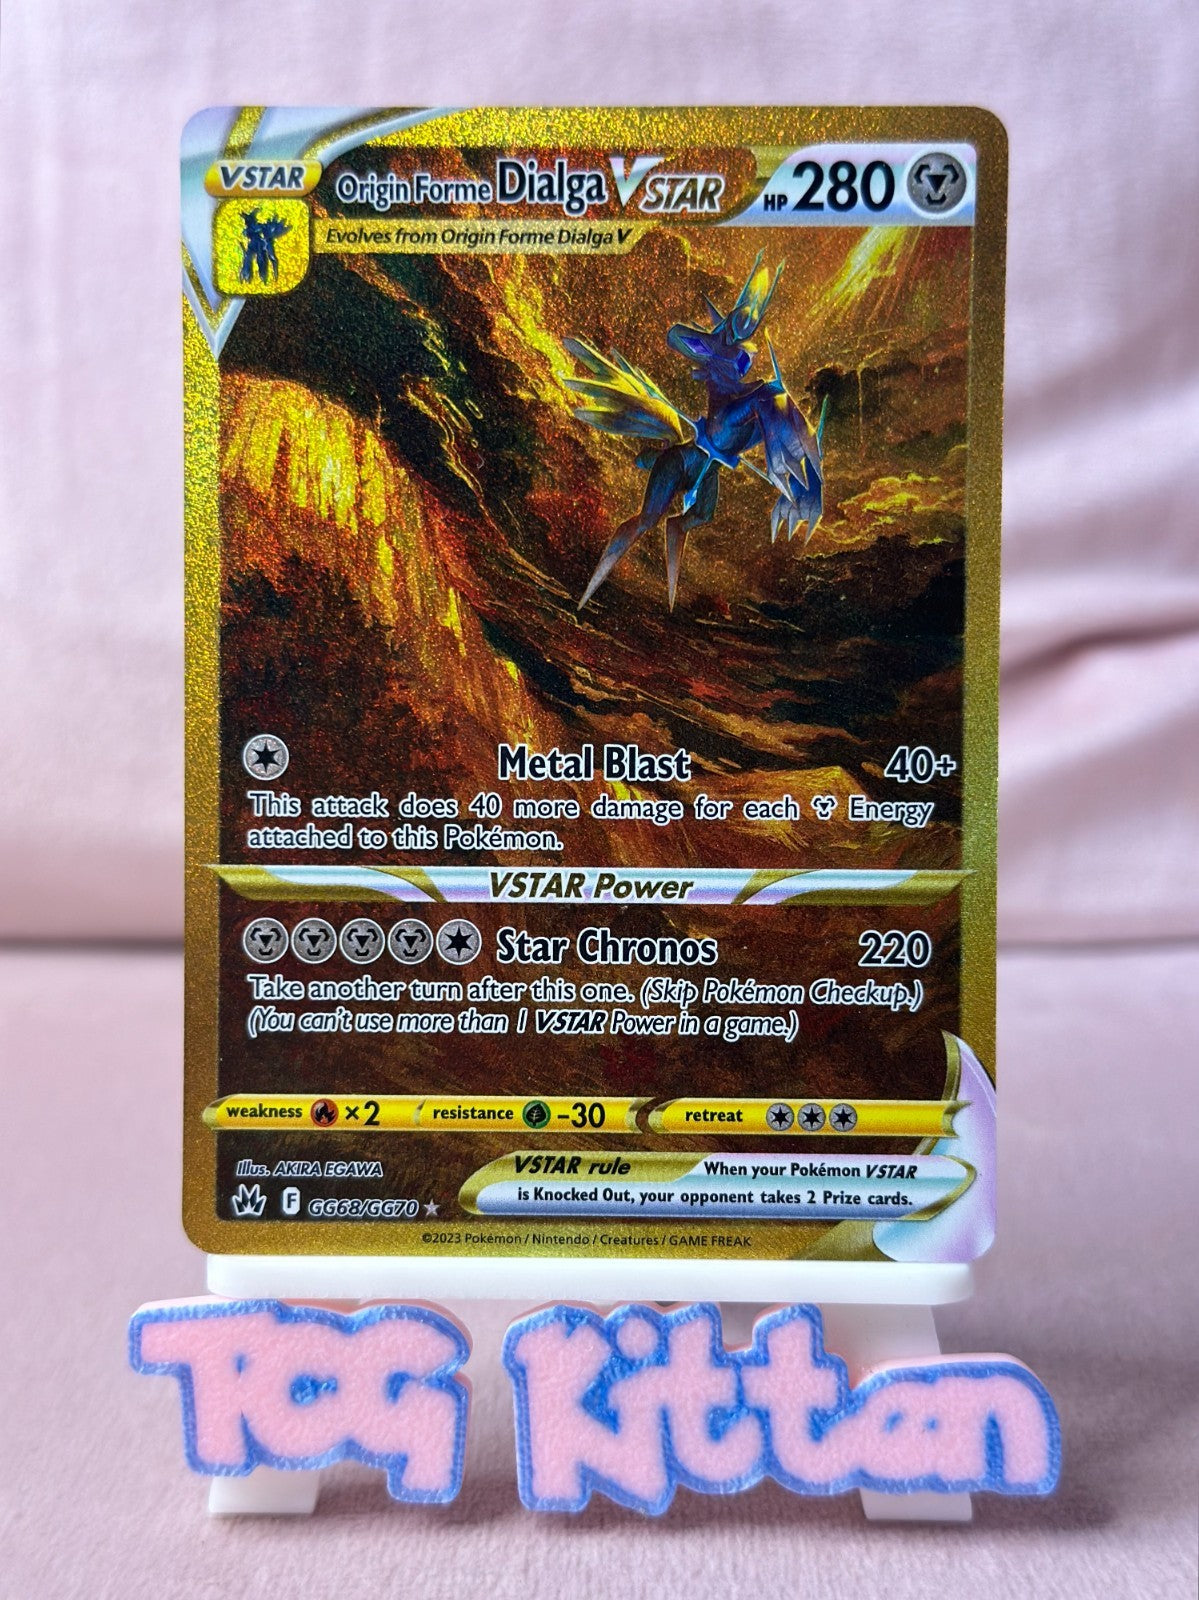 VSTAR
Origin Forme Dialga VSTAR
HP 280
Evolves from Origin Forme Dialga V
Metal Blast 40+
This attack does 40 more damage for each Energy
attached to this Pokémon.
VSTAR Power
Star Chronos 220
Take another turn after this one. (Skip Pokémon Checkup.)
(You can't use more than 1 VSTAR Power in a game.)
weakness ×2 resistance -30 retreat
Illus. AKIRA EGAWA
F GG68/GG70
VSTAR rule When your Pokémon VSTAR
is Knocked Out, your opponent takes 2 Prize cards.
©2023 Pokémon / Nintendo / Creatures / GAME FREAK
TCG Kitten